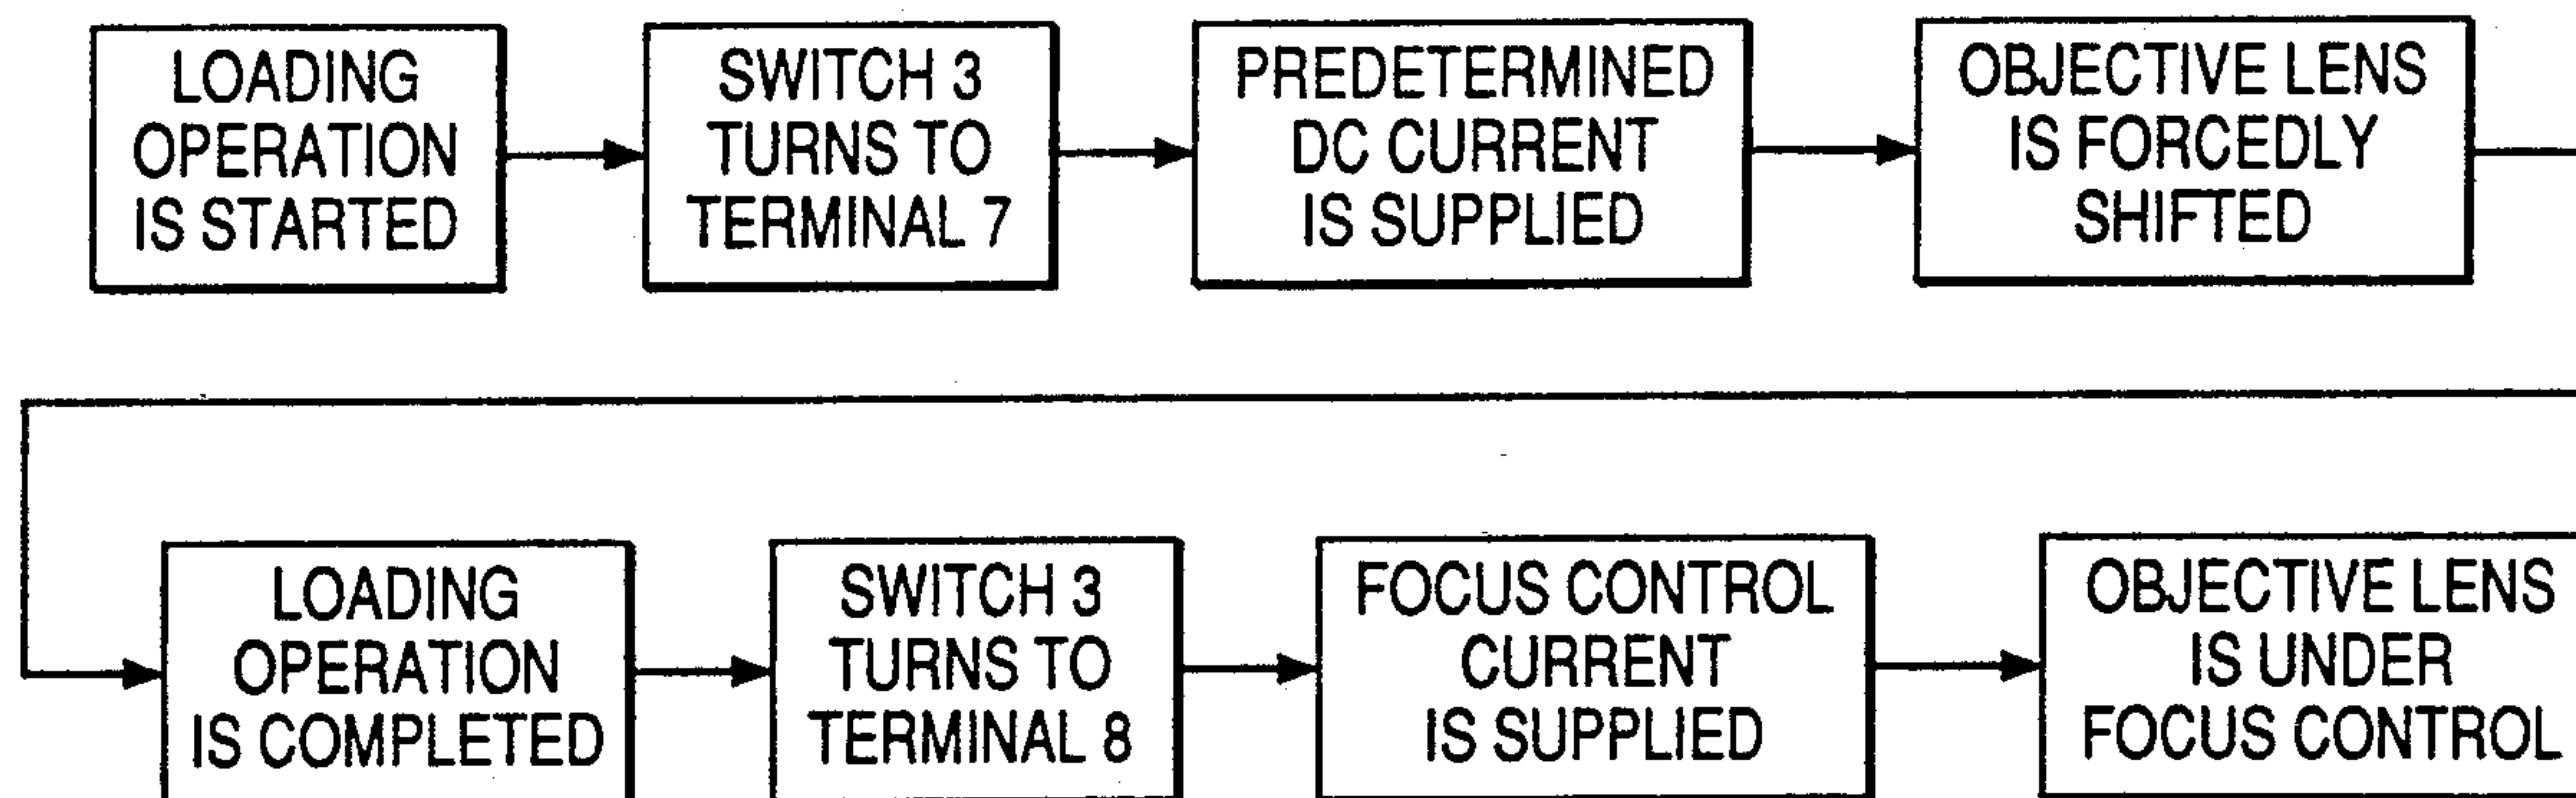 LOADING
OPERATION
IS STARTED
SWITCH 3
TURNS TO
TERMINAL 7
PREDETERMINED
DC CURRENT
IS SUPPLIED
OBJECTIVE LENS
IS FORCEDLY
SHIFTED
LOADING
OPERATION
IS COMPLETED
SWITCH 3
TURNS TO
TERMINAL 8
FOCUS CONTROL
CURRENT
IS SUPPLIED
OBJECTIVE LENS
IS UNDER
FOCUS CONTROL